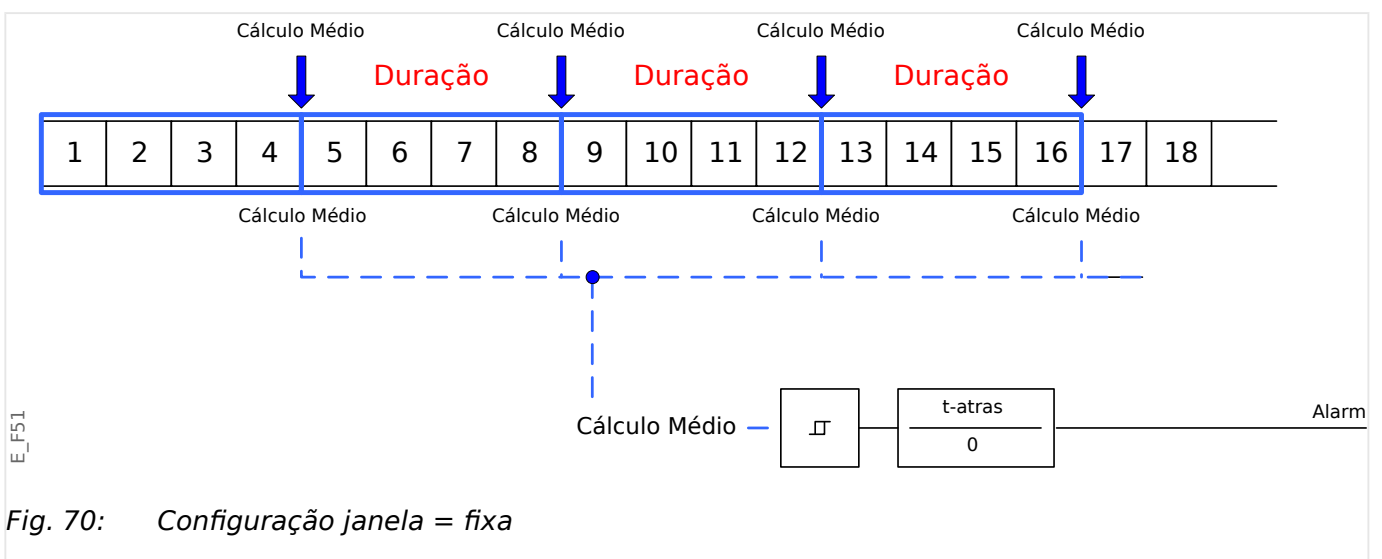 Cálculo Médio Cálculo Médio Cálculo Médio Cálculo Médio
Duração Duração Duração
1 2 3 4 5 6 7 8 9 10 11 12 13 14 15 16 17 18
Cálculo Médio Cálculo Médio Cálculo Médio Cálculo Médio
t-atras
Alarm
Cálculo Médio
0
E_F51
Fig. 70: Configuração janela = fixa